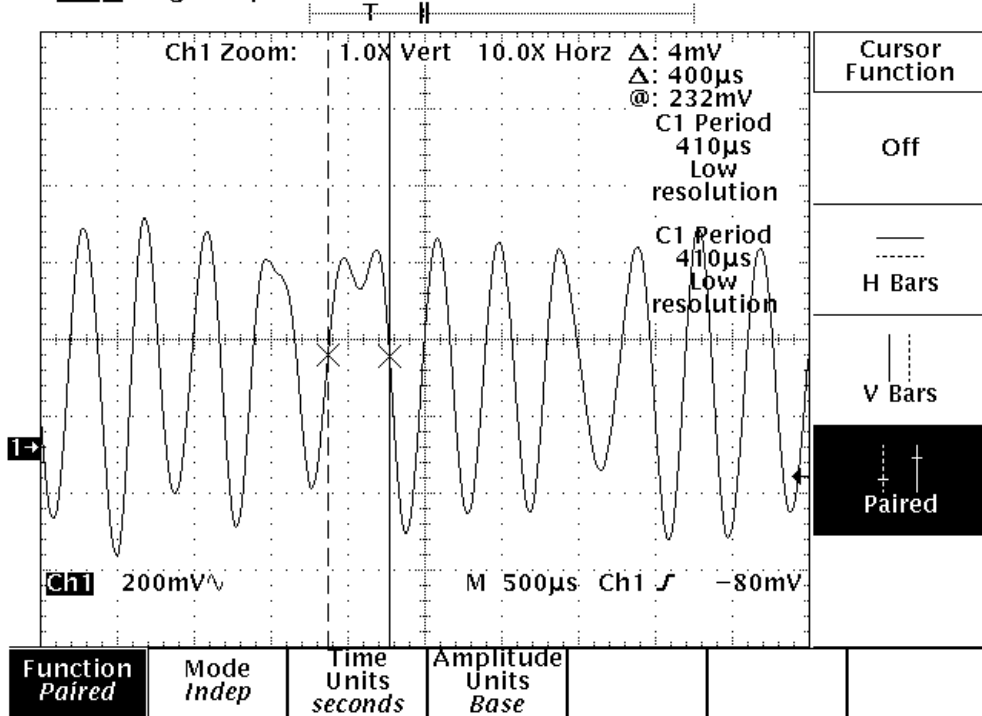 T
Ch1 Zoom: 1.0X Vert 10.0X Horz
Δ: 4mV
Δ: 400µs
@: 232mV
C1 Period
410µs
Low
resolution
C1 Period
410µs
Low
resolution
1→
Ch1 200mV∿ M 500µs Ch1 ƒ -80mV
Cursor
Function
Off
H Bars
V Bars
Paired
Function
Paired
Mode
Indep
Time
Units
seconds
Amplitude
Units
Base